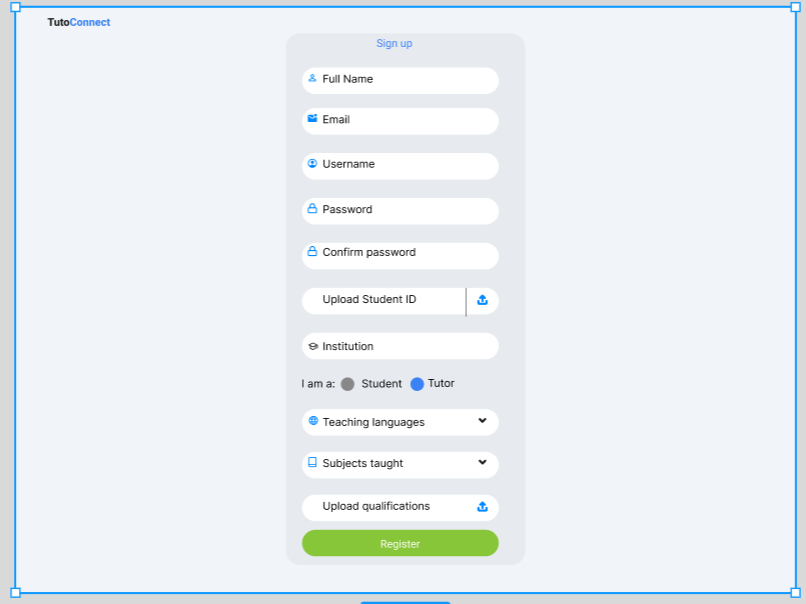 TutoConnect
Sign up
Full Name
Email
Username
Password
Confirm password
Upload Student ID
Institution
I am a: Student Tutor
Teaching languages
Subjects taught
Upload qualifications
Register